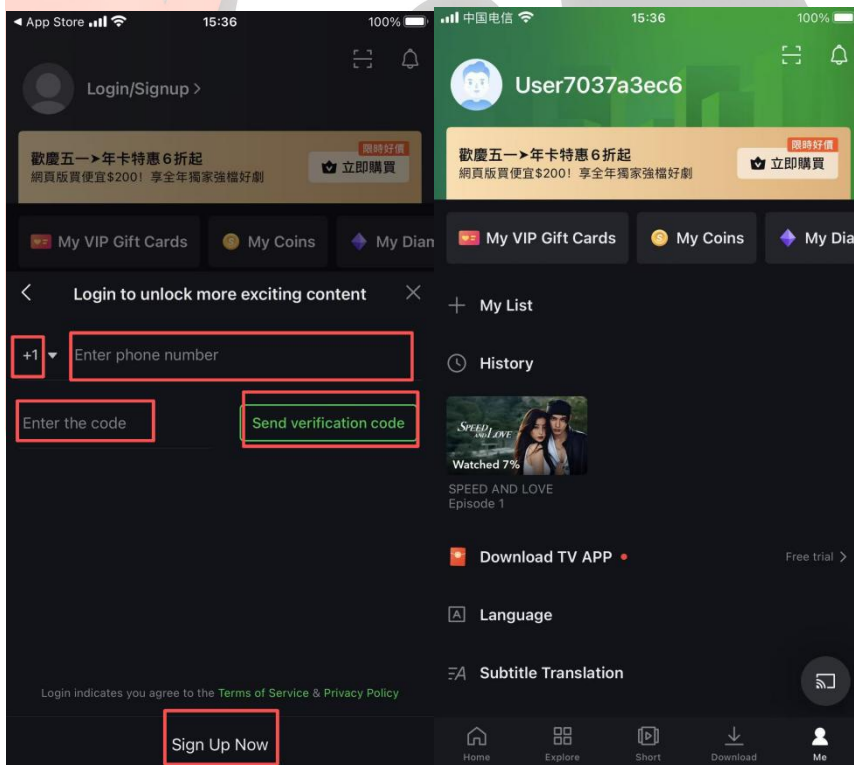 App Store
15:36
100%
Login/Signup >
歡慶五一➤年卡特惠6折起
網頁版買便宜$200! 享全年獨家強檔好劇
限時好價
立即購買
My VIP Gift Cards
My Coins
My Diam
Login to unlock more exciting content
+1
Enter phone number
Enter the code
Send verification code
Login indicates you agree to the Terms of Service & Privacy Policy
Sign Up Now
中国电信
15:36
100%
User7037a3ec6
歡慶五一➤年卡特惠6折起
網頁版買便宜$200! 享全年獨家強檔好劇
限時好價
立即購買
My VIP Gift Cards
My Coins
My Dia
My List
History
SPEED AND LOVE
Watched 7%
SPEED AND LOVE
Episode 1
Download TV APP
Free trial >
Language
Subtitle Translation
Home
Explore
Short
Download
Me